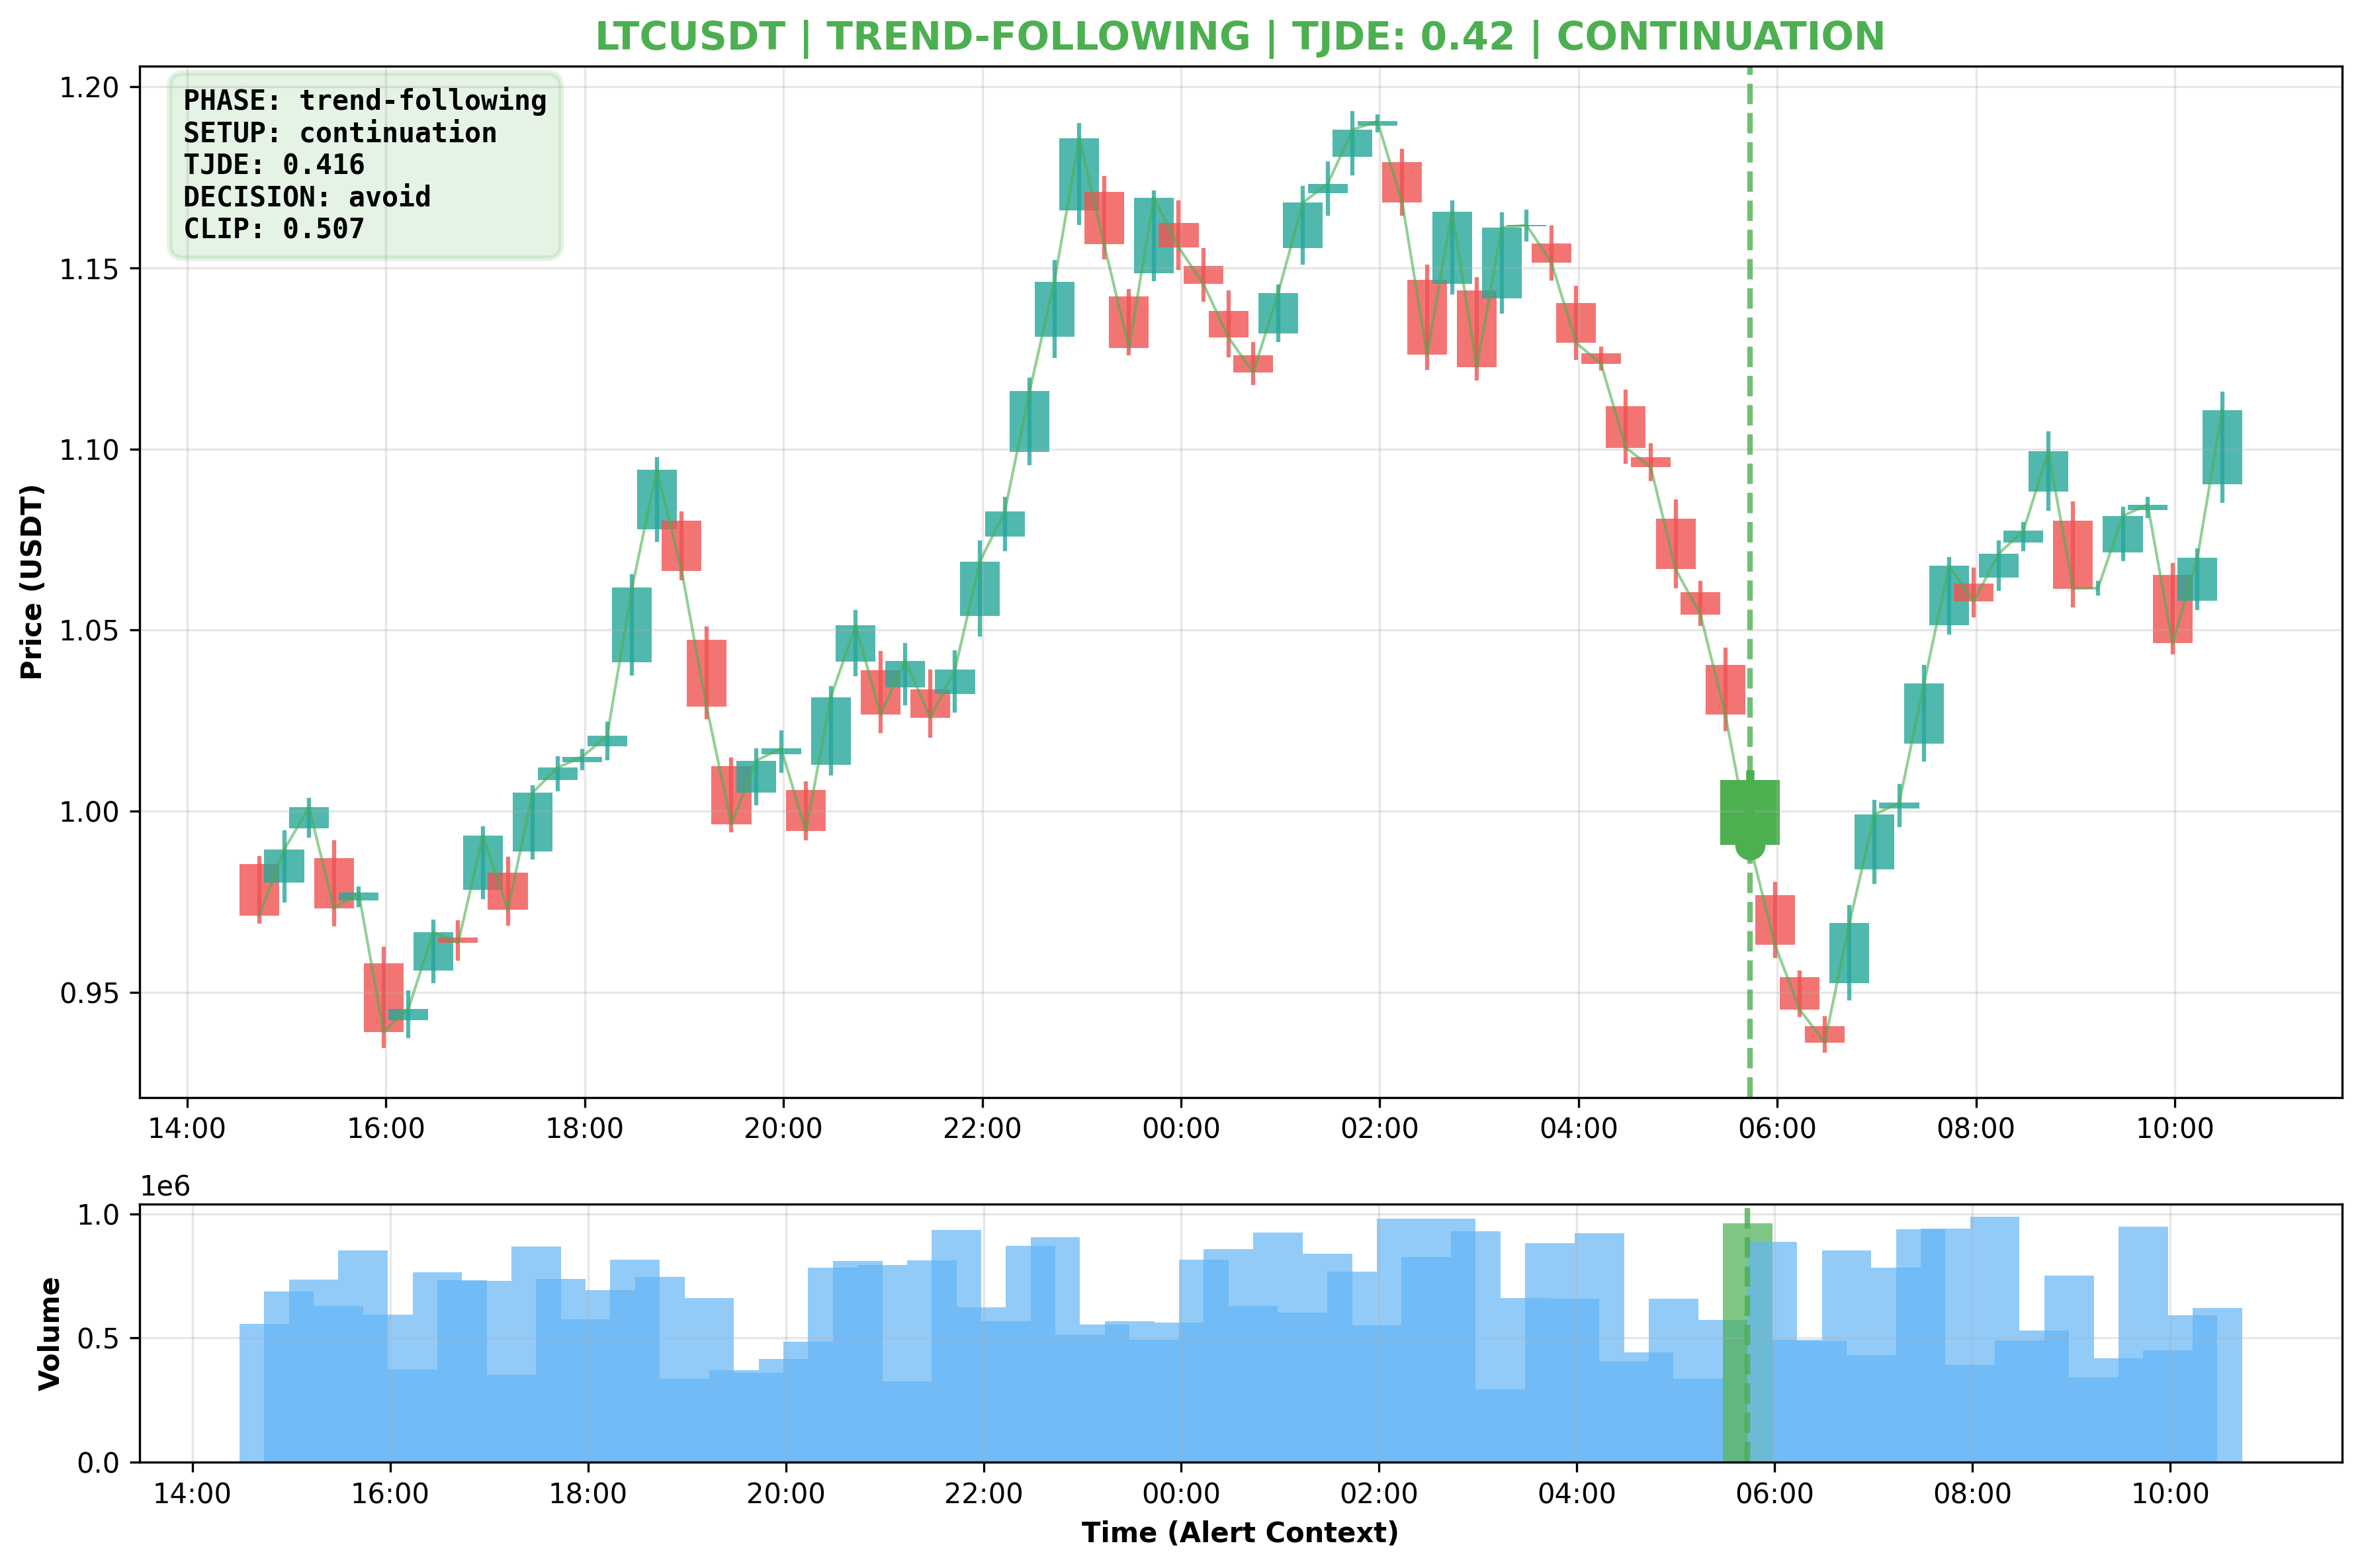 LTCUSDT | TREND-FOLLOWING | TJDE: 0.42 | CONTINUATION
PHASE: trend-following
SETUP: continuation
TJDE: 0.416
DECISION: avoid
CLIP: 0.507
Price (USDT)
1.20
1.15
1.10
1.05
1.00
0.95
14:00 16:00 18:00 20:00 22:00 00:00 02:00 04:00 06:00 08:00 10:00
1e6
Volume
1.0
0.5
0.0
14:00 16:00 18:00 20:00 22:00 00:00 02:00 04:00 06:00 08:00 10:00
Time (Alert Context)